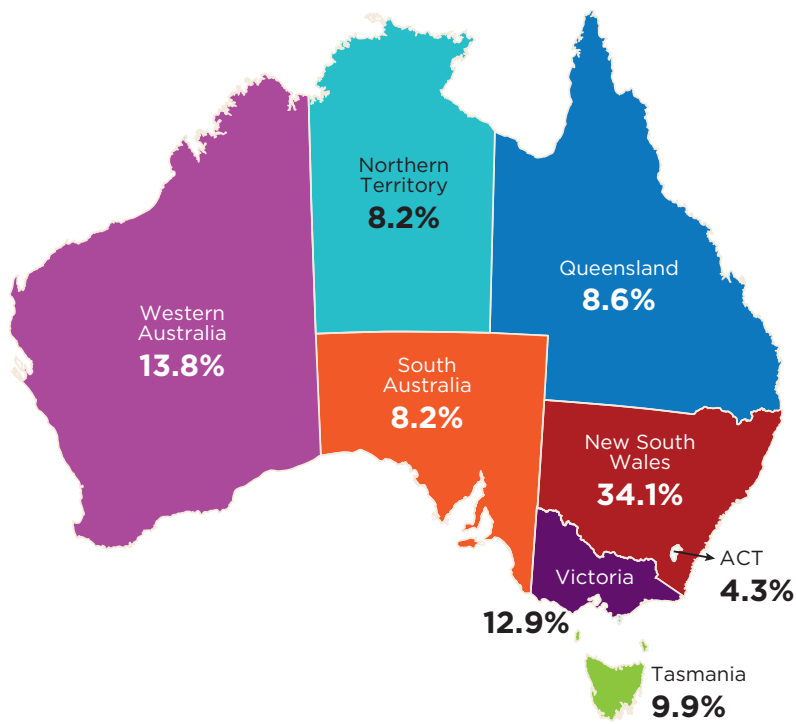 Northern
Territory
8.2%
Queensland
8.6%
Western
Australia
13.8%
South
Australia
8.2%
New South
Wales
34.1%
ACT
4.3%
Victoria
12.9%
Tasmania
9.9%